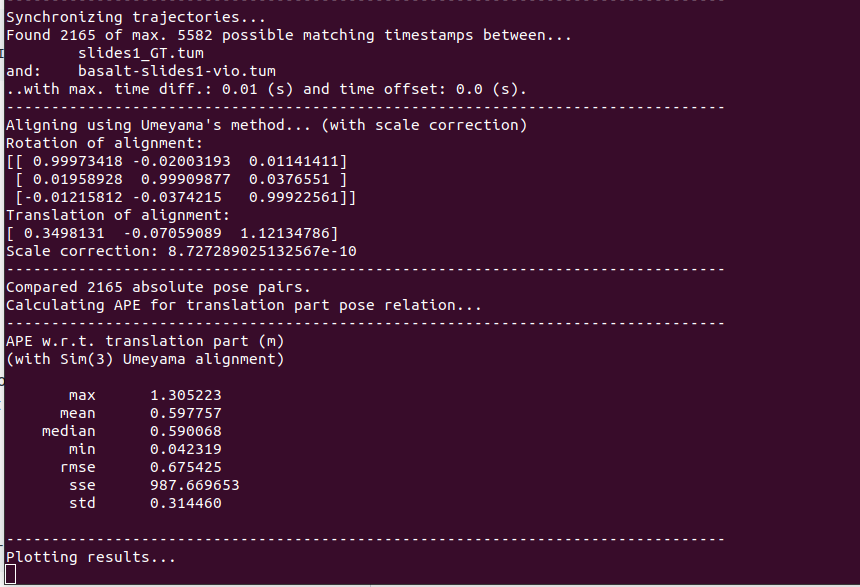 Synchronizing trajectories...
Found 2165 of max. 5582 possible matching timestamps between...
        slides1_GT.tum
and:    basalt-slides1-vio.tum
..with max. time diff.: 0.01 (s) and time offset: 0.0 (s).
--------------------------------------------------------------------------------
Aligning using Umeyama's method... (with scale correction)
Rotation of alignment:
[[ 0.99973418 -0.02003193  0.01141411]
 [ 0.01958928  0.99909877  0.0376551 ]
 [-0.01215812 -0.0374215   0.99922561]]
Translation of alignment:
[ 0.3498131  -0.07059089  1.12134786]
Scale correction: 8.727289025132567e-10
--------------------------------------------------------------------------------
Compared 2165 absolute pose pairs.
Calculating APE for translation part pose relation...
--------------------------------------------------------------------------------
APE w.r.t. translation part (m)
(with Sim(3) Umeyama alignment)
       max      1.305223
      mean      0.597757
    median      0.590068
       min      0.042319
      rmse      0.675425
       sse      987.669653
       std      0.314460
--------------------------------------------------------------------------------
Plotting results...